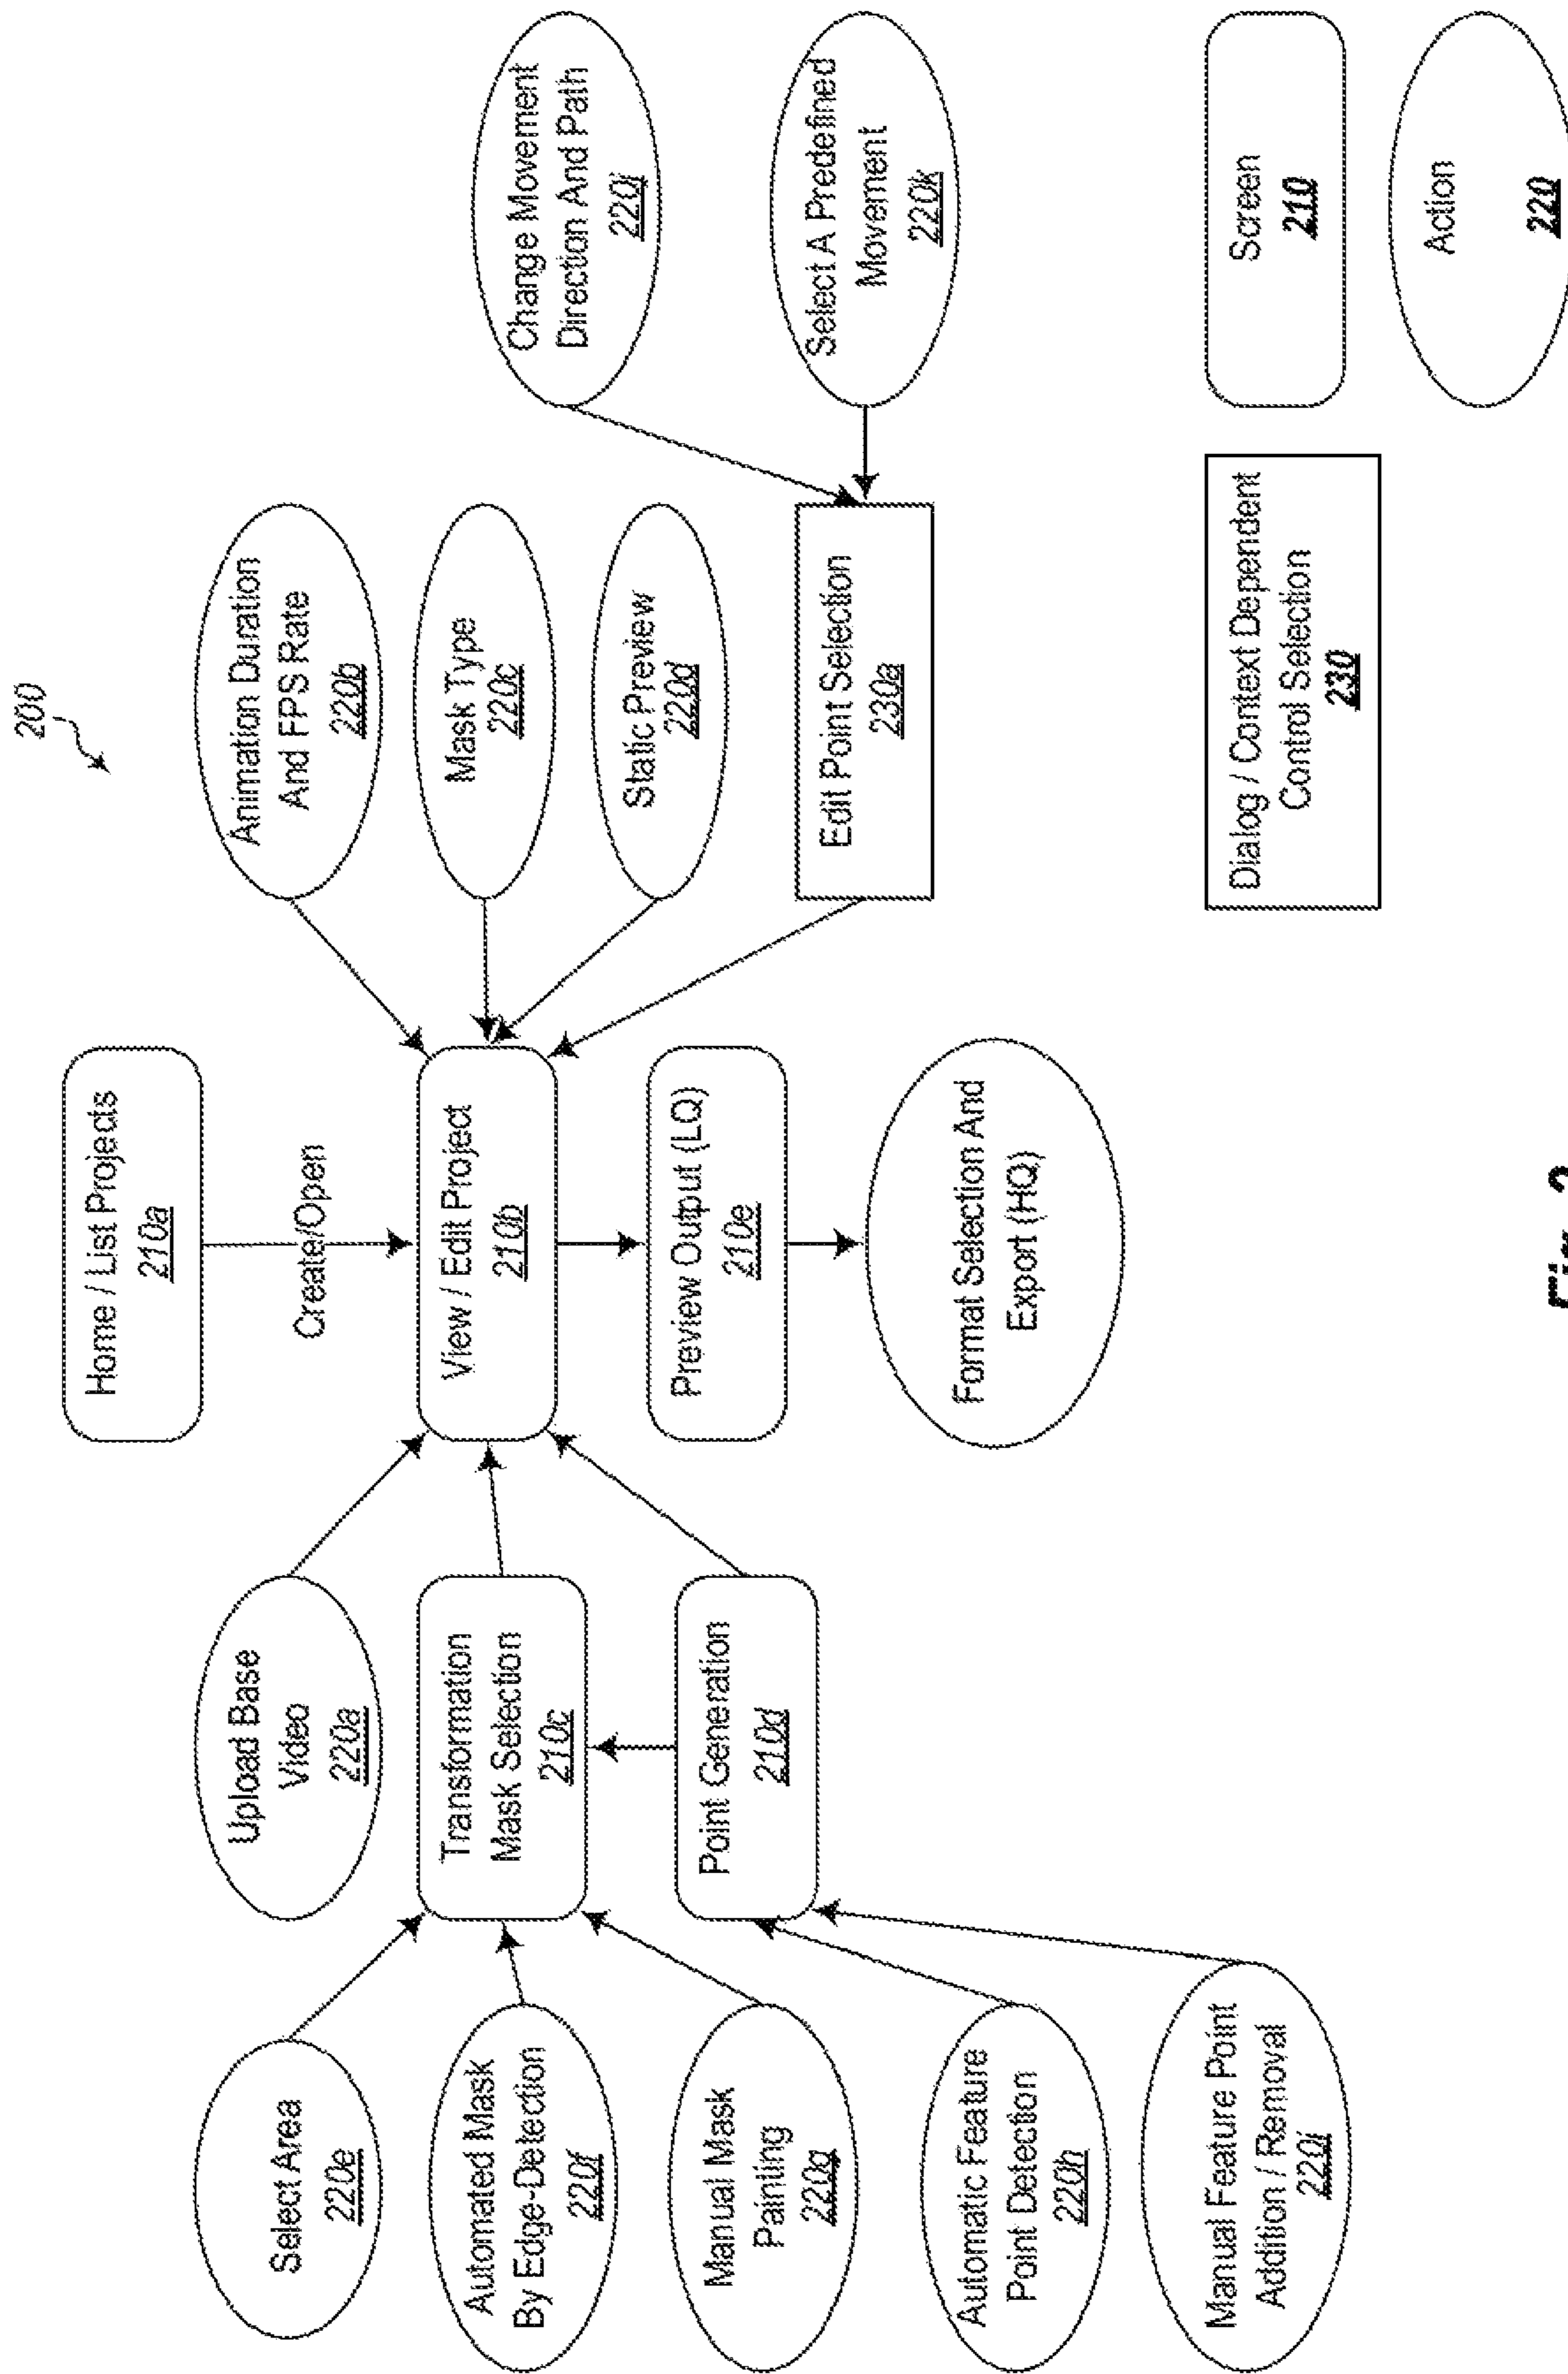 200
Home / List Projects
210a
Create/Open
Select Area
220e
Upload Base
Video
220a
Animation Duration
And FPS Rate
220b
Automated Mask
By Edge-Detection
220f
Transformation
Mask Selection
210c
View / Edit Project
210b
Mask Type
220c
Change Movement
Direction And Path
220j
Static Preview
220d
Manual Mask
Painting
220g
Point Generation
210d
Preview Output (LQ)
210e
Edit Point Selection
230a
Select A Predefined
Movement
220k
Automatic Feature
Point Detection
220h
Format Selection And
Export (HQ)
Manual Feature Point
Addition / Removal
220i
Dialog / Context Dependent
Control Selection
230
Screen
210
Action
220